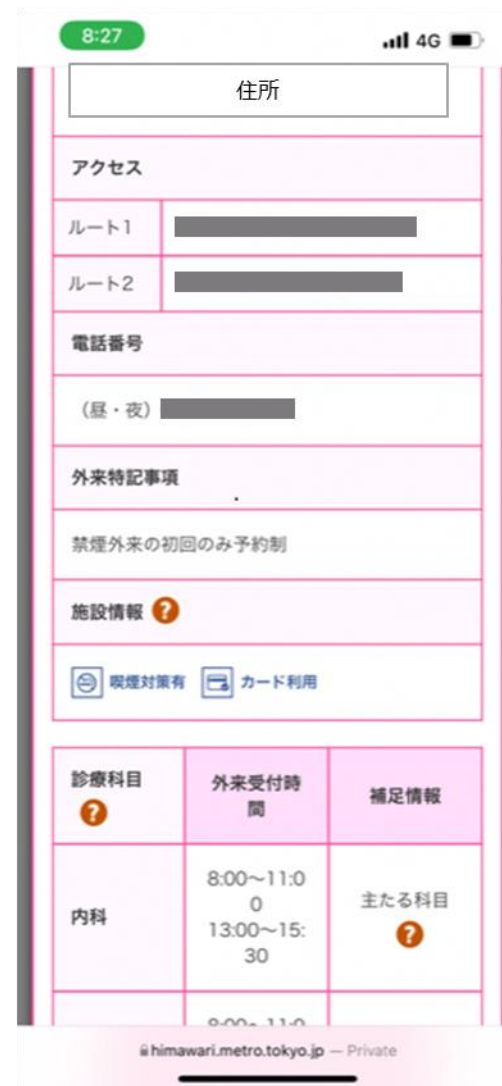 8:27
4G
住所
アクセス
ルート1
ルート2
電話番号
（昼・夜）
外来特記事項
禁煙外来の初回のみ予約制
施設情報 ?
喫煙対策有 カード利用
診療科目
?
外来受付時
間
補足情報
内科
8:00〜11:0
0
13:00〜15:
30
主たる科目
?
himawari.metro.tokyo.jp — Private